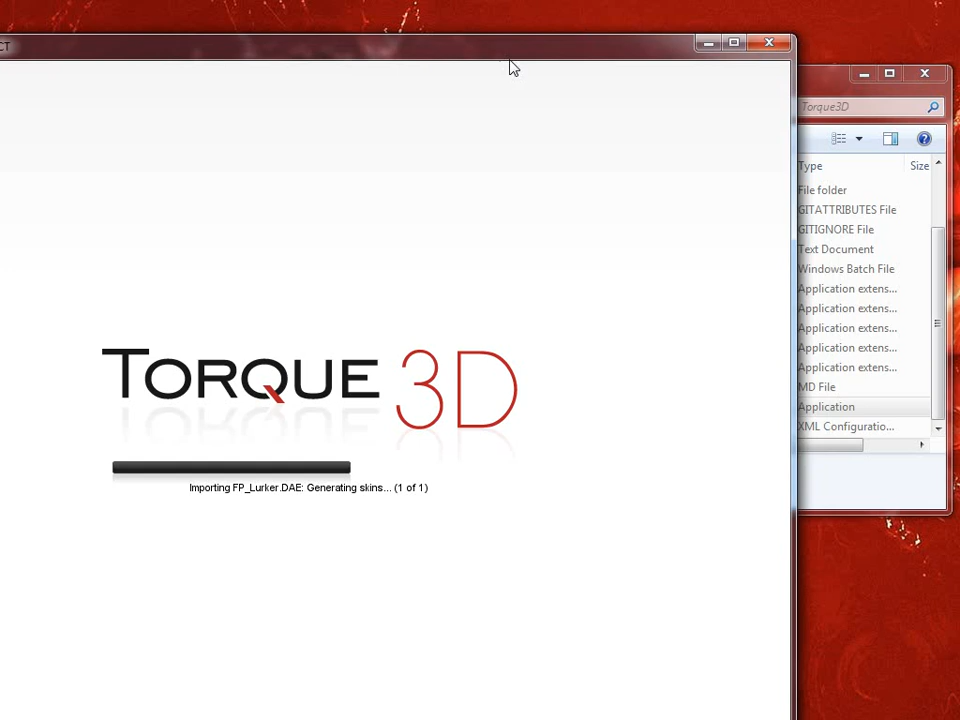 CT
Torque3D
Type
Size
File folder
GITATTRIBUTES File
GITIGNORE File
Text Document
Windows Batch File
Application extens...
Application extens...
Application extens...
Application extens...
Application extens...
MD File
Application
XML Configuratio...
TORQUE 3D
Importing FP_Lurker.DAE: Generating skins... (1 of 1)